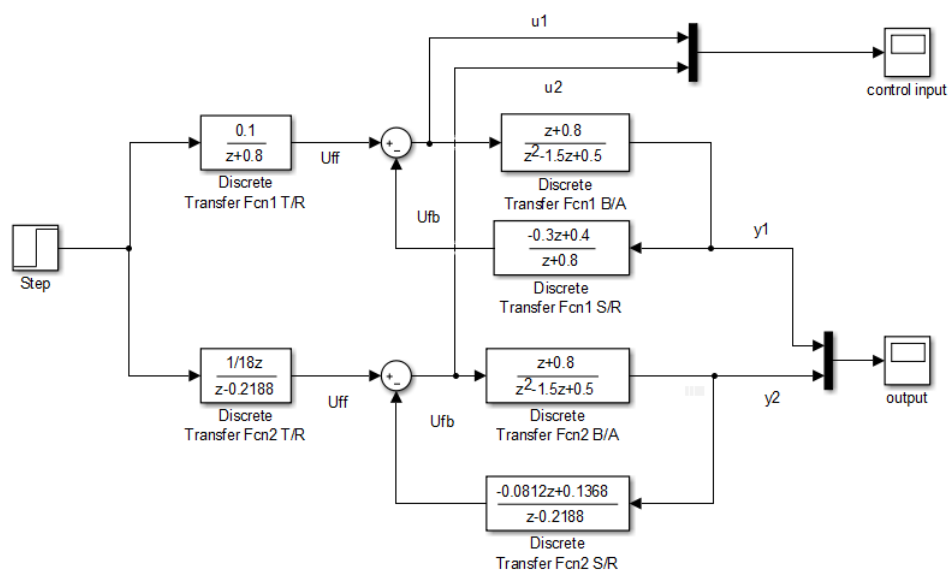 u1
u2
control input
0.1
z+0.8
Discrete
Transfer Fcn1 T/R
Uff
+
-
z+0.8
z2-1.5z+0.5
Discrete
Transfer Fcn1 B/A
Ufb
-0.3z+0.4
z+0.8
Discrete
Transfer Fcn1 S/R
y1
Step
1/18z
z-0.2188
Discrete
Transfer Fcn2 T/R
Uff
+
-
z+0.8
z2-1.5z+0.5
Discrete
Transfer Fcn2 B/A
Ufb
y2
output
-0.0812z+0.1368
z-0.2188
Discrete
Transfer Fcn2 S/R